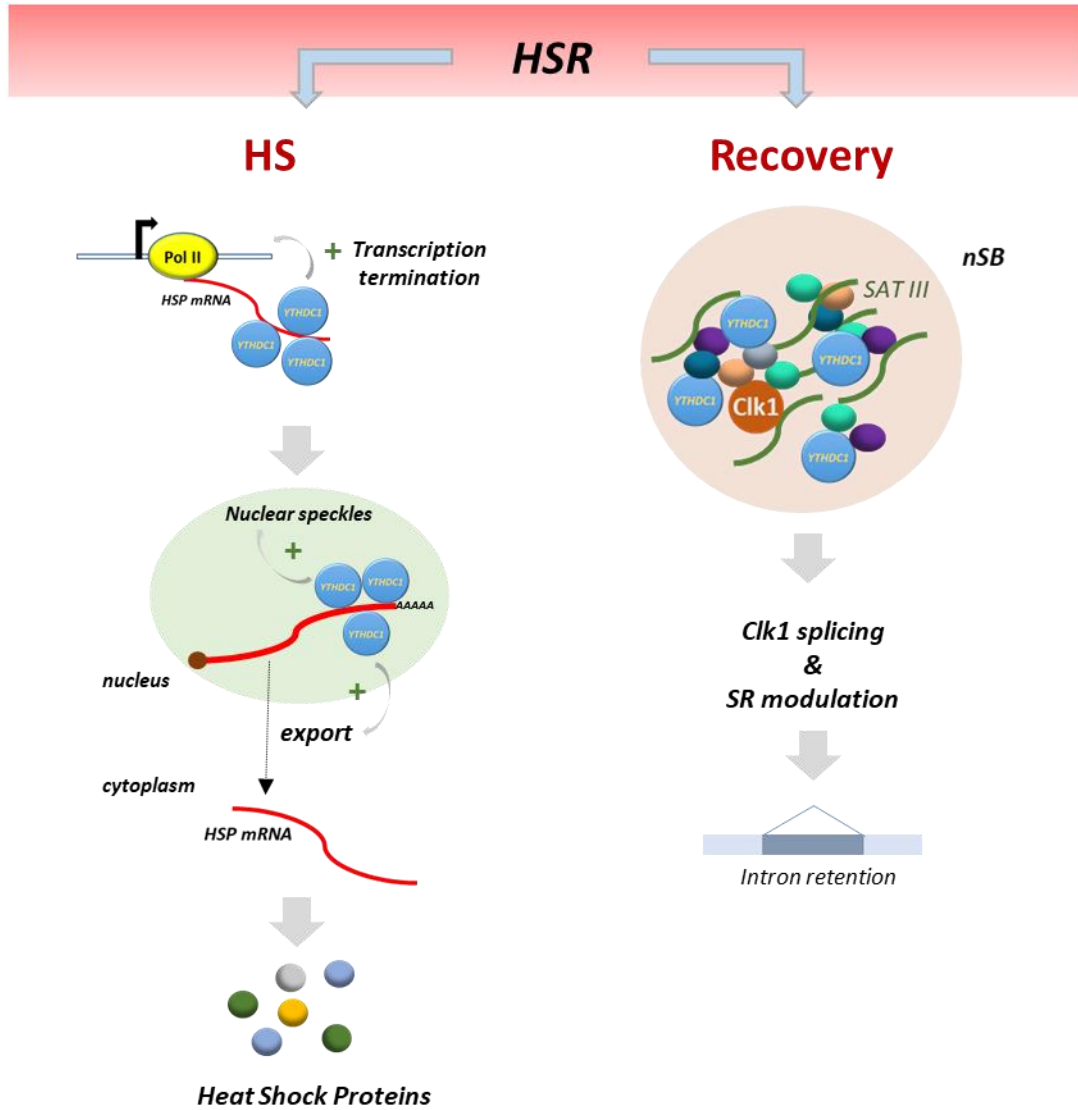 HSR
HS
Pol II
HSP mRNA
+ Transcription
termination
YTHDC1
YTHDC1
YTHDC1
Nuclear speckles
+
YTHDC1
YTHDC1
AAAAA
YTHDC1
nucleus
+
export
cytoplasm
HSP mRNA
Heat Shock Proteins
Recovery
nSB
SAT III
YTHDC1
YTHDC1
YTHDC1
Clk1
YTHDC1
Clk1 splicing
&
SR modulation
Intron retention